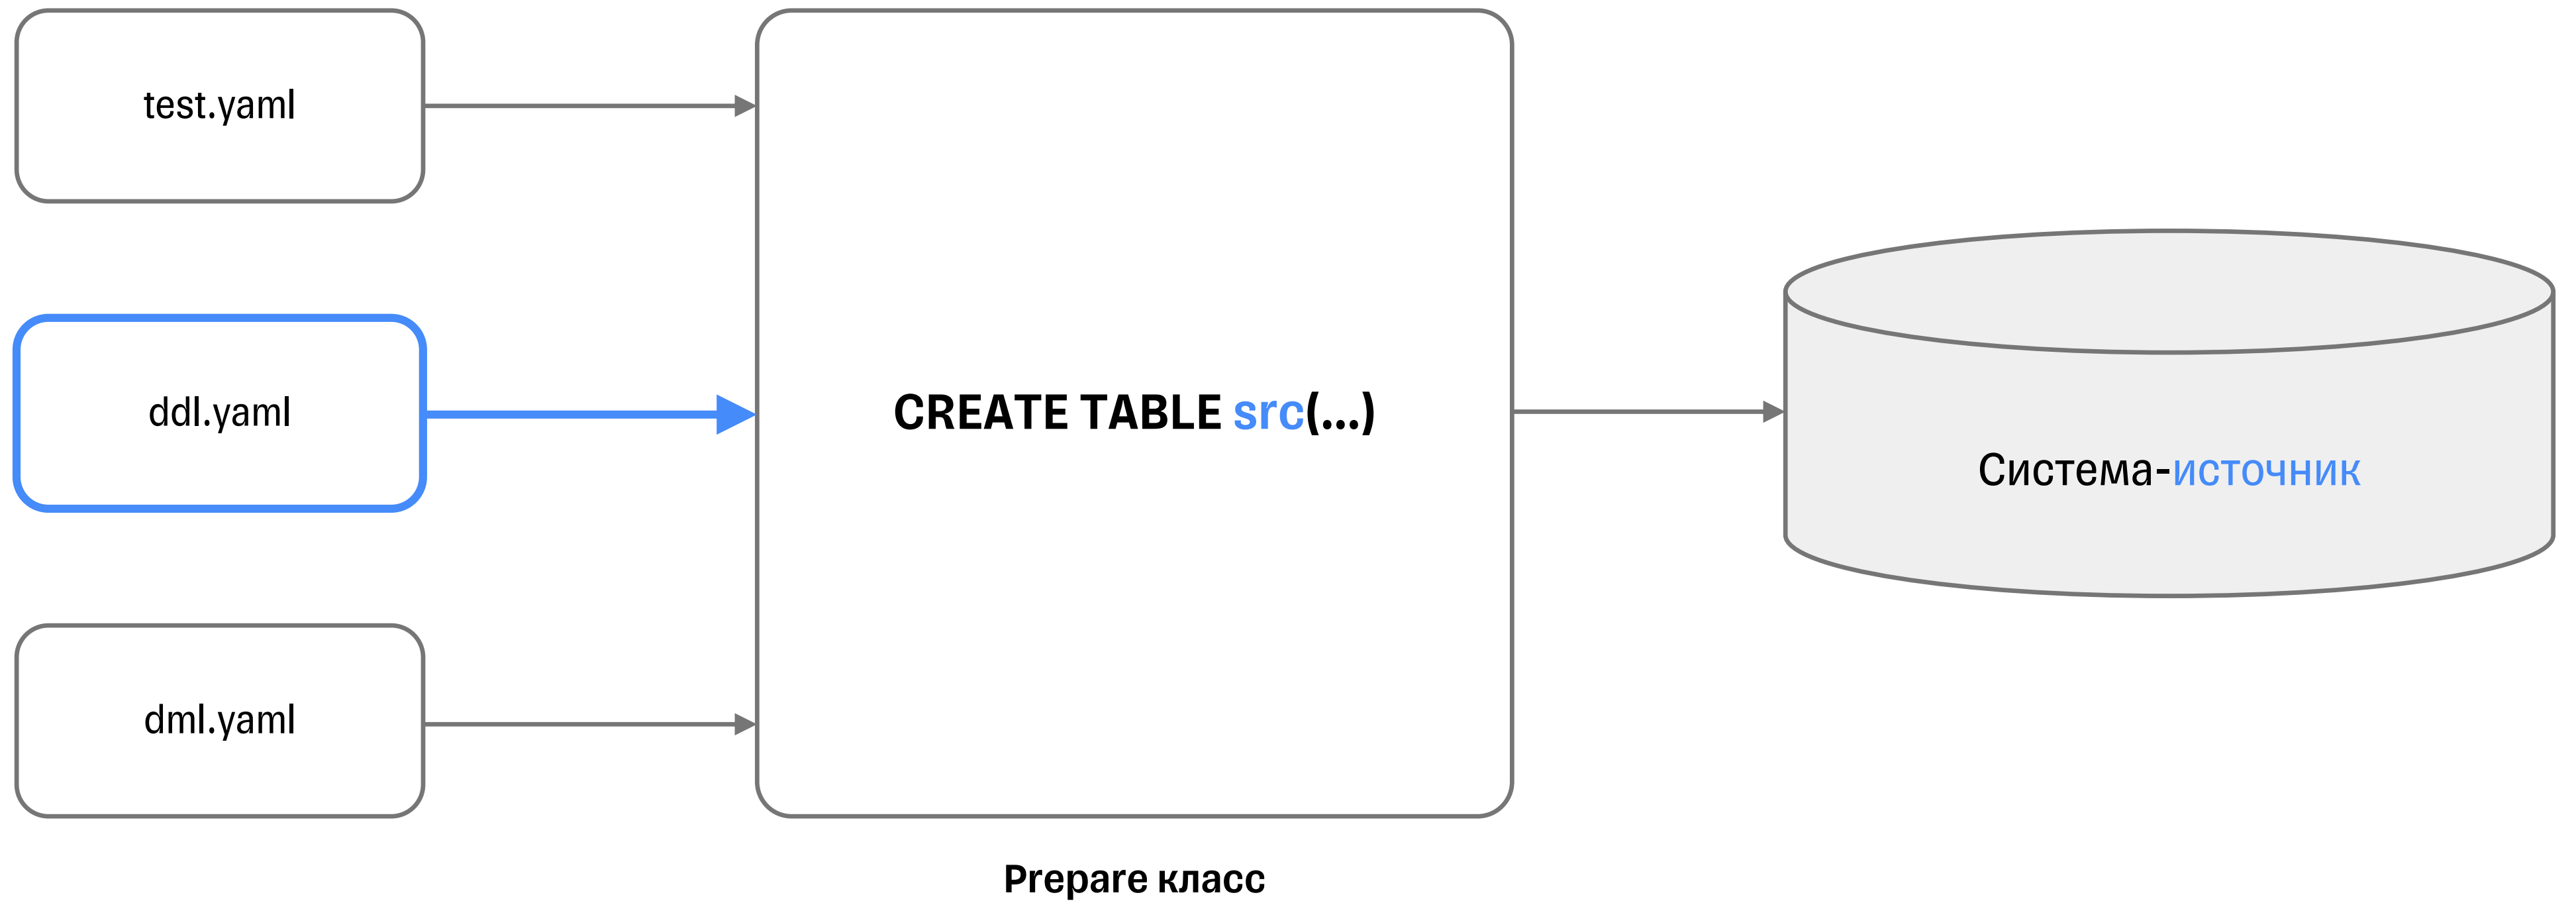 test.yaml
ddl.yaml
dml.yaml
CREATE TABLE src(...)
Система-источник
Prepare класс